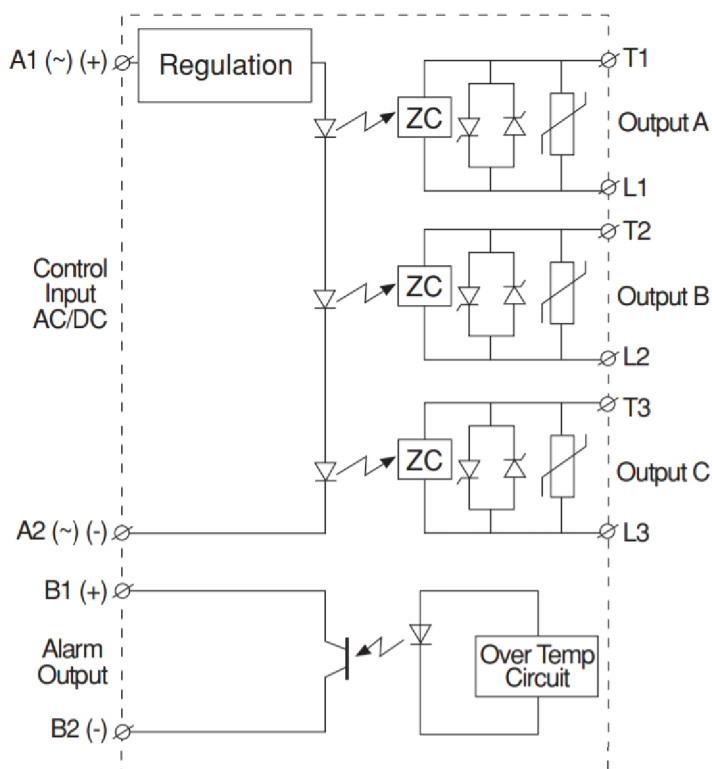 A1 (~) (+)
Regulation
T1
ZC
Output A
L1
T2
Control
Input
AC/DC
ZC
Output B
L2
T3
ZC
Output C
A2 (~) (-)
L3
B1 (+)
Alarm
Output
Over Temp
Circuit
B2 (-)